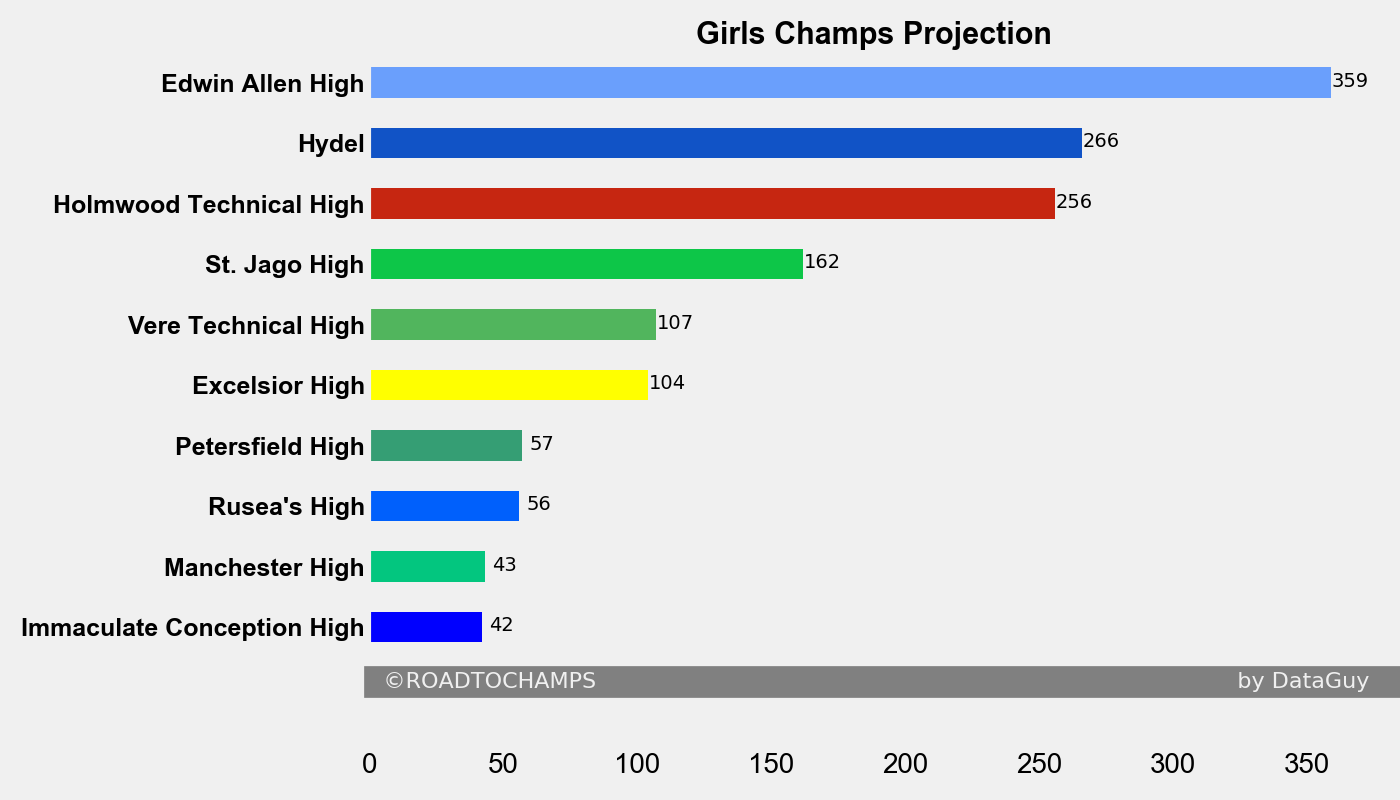 Girls Champs Projection
Edwin Allen High 359
Hydel 266
Holmwood Technical High 256
St. Jago High 162
Vere Technical High 107
Excelsior High 104
Petersfield High 57
Rusea's High 56
Manchester High 43
Immaculate Conception High 42
©ROADTOCHAMPS by DataGuy
0 50 100 150 200 250 300 350